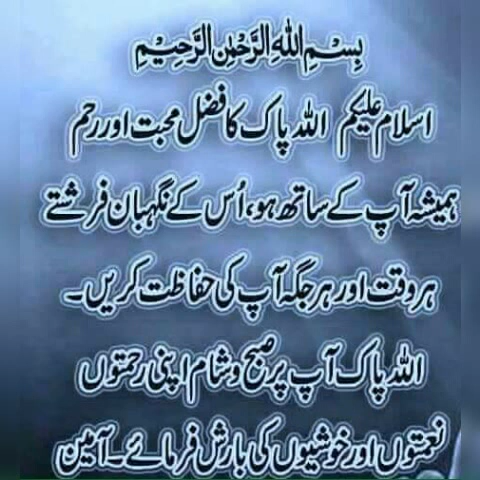 بِسْمِ اللهِ الرَّحْمٰنِ الرَّحِيْمِ
اسلام علیکم اللہ پاک کا فضل محبت اور رحم
ہمیشہ آپ کے ساتھ ہو، اُس کے نگہبان فرشتے
ہر وقت اور ہر جگہ آپ کی حفاظت کریں۔
اللہ پاک آپ پر صبح و شام اپنی رحمتوں
نعمتوں اور خوشیوں کی بارش فرمائے۔ آمین